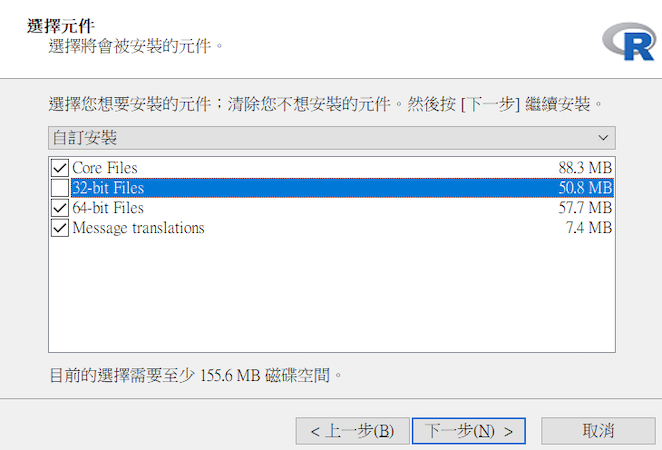 選擇元件
選擇將會被安裝的元件。
R
選擇您想要安裝的元件；清除您不想安裝的元件。然後按 [下一步] 繼續安裝。
自訂安裝
Core Files 88.3 MB
32-bit Files 50.8 MB
64-bit Files 57.7 MB
Message translations 7.4 MB
目前的選擇需要至少 155.6 MB 磁碟空間。
< 上一步(B) 下一步(N) > 取消